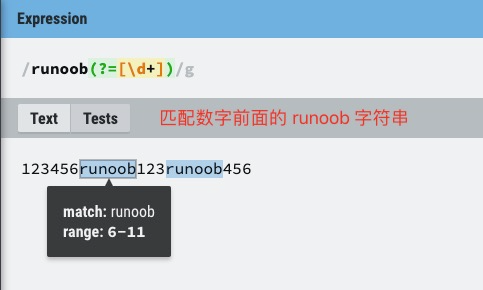 Expression
/runoob(?=[\d+])/g
Text Tests 匹配数字前面的 runoob 字符串
123456runoob123runoob456
match: runoob
range: 6-11